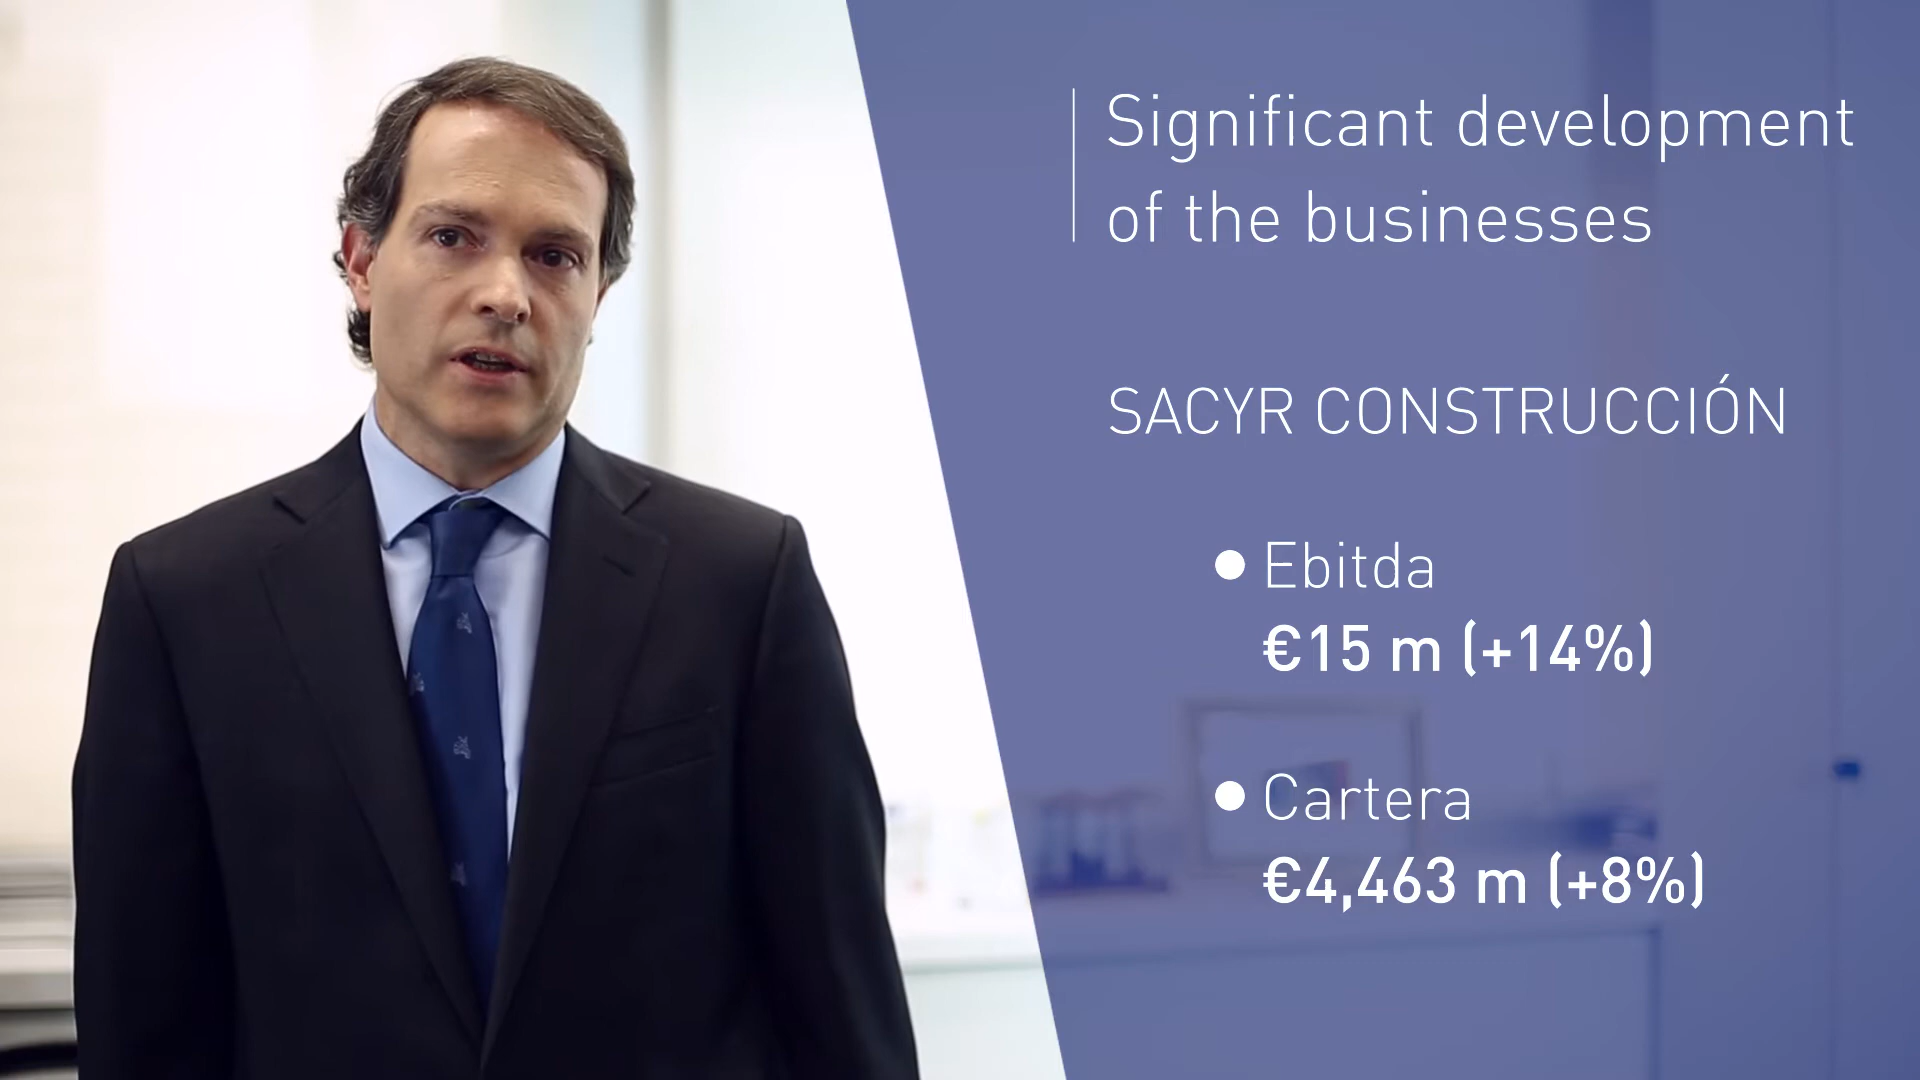 Significant development
of the businesses
SACYR CONSTRUCCIÓN
● Ebitda
€15 m (+14%)
● Cartera
€4,463 m (+8%)